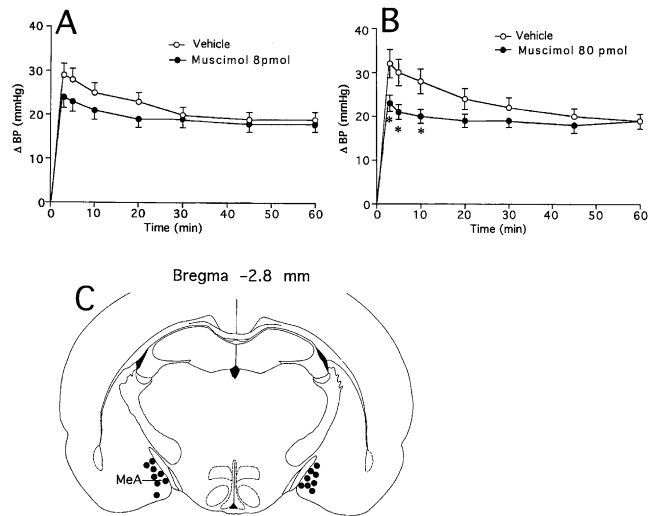 A
Vehicle
Muscimol 8pmol
Δ BP (mmHg)
40
30
20
10
0
0 10 20 30 40 50 60
Time (min)
B
Vehicle
Muscimol 80 pmol
Δ BP (mmHg)
40
30
20
10
0
* * *
0 10 20 30 40 50 60
Time (min)
C
Bregma -2.8 mm
MeA